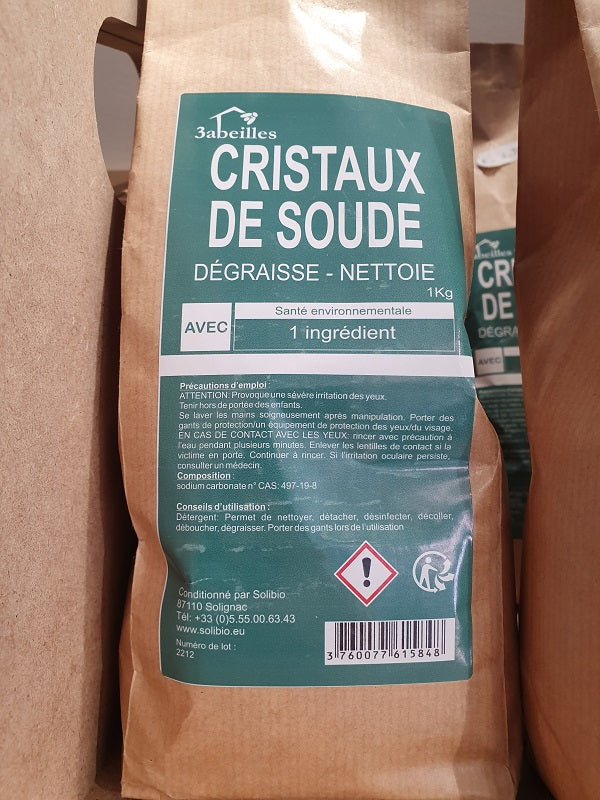 3abeilles
CRISTAUX
DE SOUDE
DÉGRAISSE - NETTOIE
1Kg
AVEC
Santé environnementale
1 ingrédient
Précautions d'emploi :
ATTENTION: Provoque une sévère irritation des yeux.
Tenir hors de portée des enfants.
Se laver les mains soigneusement après manipulation. Porter des
gants de protection/un équipement de protection des yeux/du visage.
EN CAS DE CONTACT AVEC LES YEUX: rincer avec précaution à
l'eau pendant plusieurs minutes. Enlever les lentilles de contact si la
victime en porte. Continuer à rincer. Si l'irritation oculaire persiste,
consulter un médecin.
Composition :
sodium carbonate n° CAS: 497-19-8
Conseils d'utilisation :
Détergent: Permet de nettoyer, détacher, désinfecter, décoller,
déboucher, dégraisser. Porter des gants lors de l'utilisation
Conditionné par Solibio
87110 Solignac
Tél: +33 (0)5.55.00.63.43
www.solibio.eu
Numéro de lot :
2212
3 760077 615848
abeilles
CRI
DE
DÉGRA
AVEC